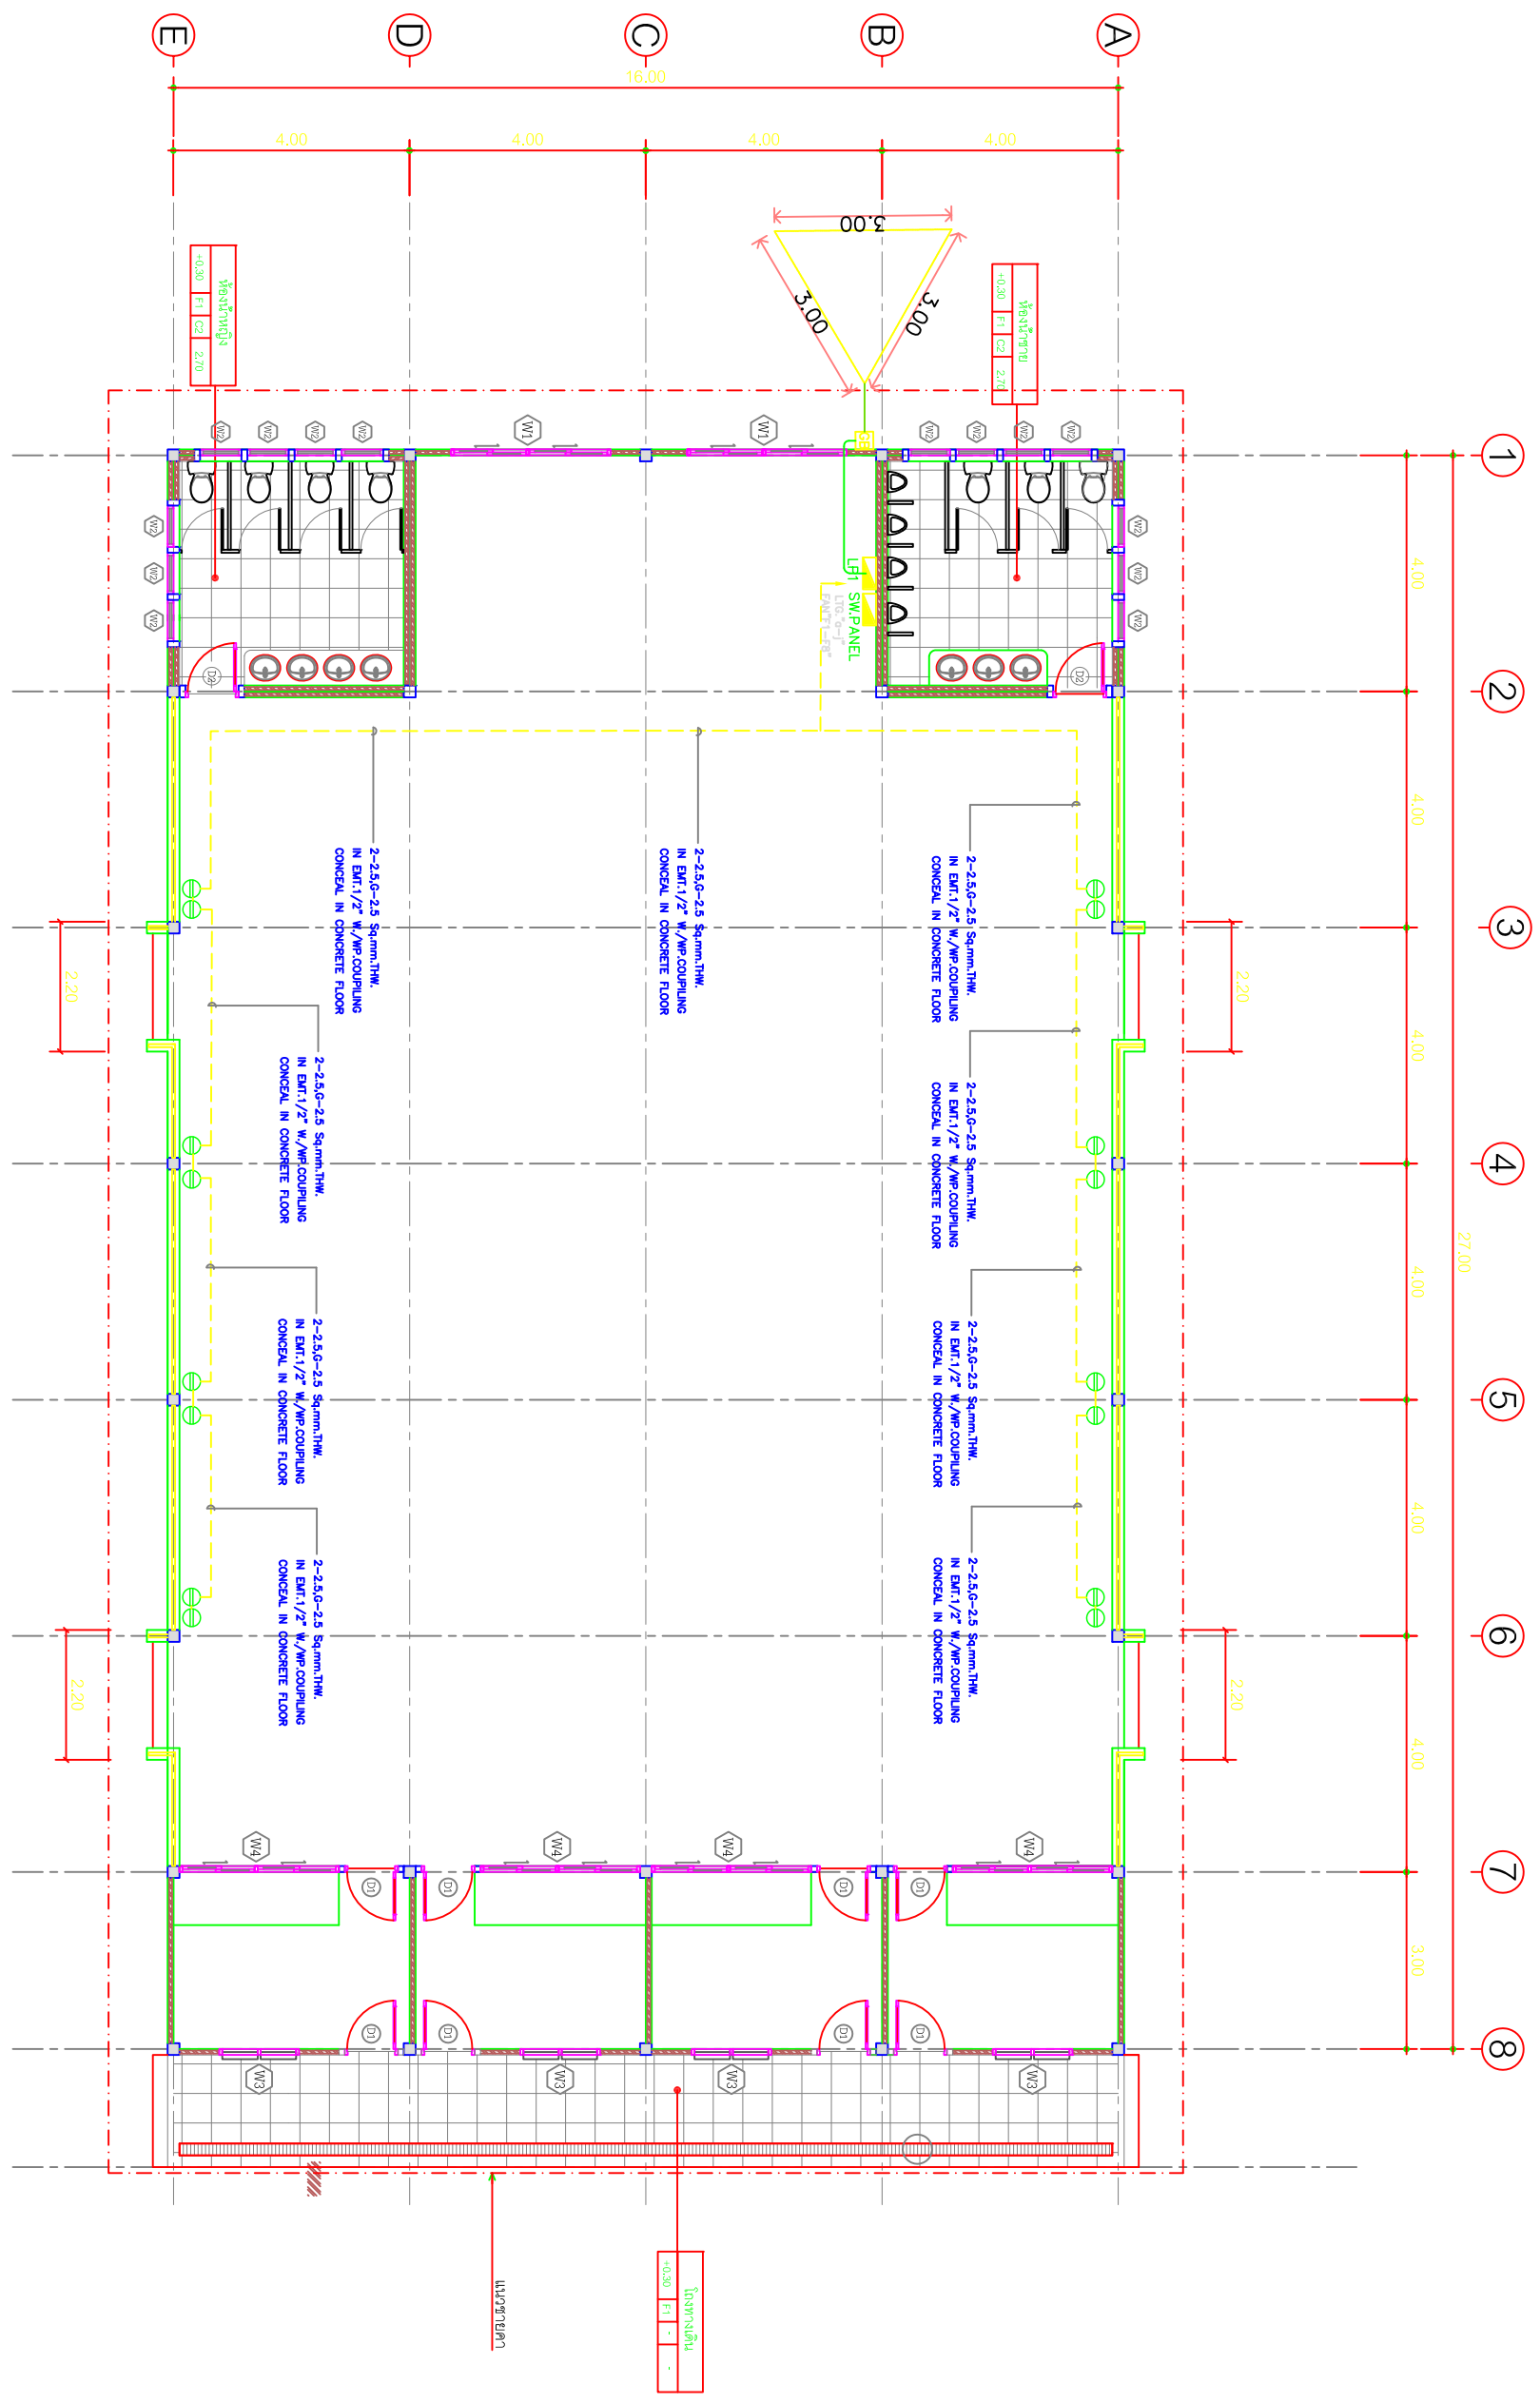 E
D
C
B
A
16.00
4.00
4.00
4.00
4.00
3.00
3.00
3.00
ห้องน้ำหญิง
+0.30 F1 C2 2.70
ห้องน้ำชาย
+0.30 F1 C2 2.70
W2
W2
W2
W2
W1
W1
W2
W2
W2
W2
CB
1
W2
W2
W2
W2
W2
W2
4.00
LP1
SW.PANEL
LTG."a-j"
FAN"F1-F8"
D2
D2
2
4.00
2-2.5,G-2.5 Sq.mm.THW.
IN EMT.1/2" W./WP.COUPILING
CONCEAL IN CONCRETE FLOOR
2-2.5,G-2.5 Sq.mm.THW.
IN EMT.1/2" W./WP.COUPILING
CONCEAL IN CONCRETE FLOOR
2-2.5,G-2.5 Sq.mm.THW.
IN EMT.1/2" W./WP.COUPILING
CONCEAL IN CONCRETE FLOOR
3
2.20
2.20
4.00
2-2.5,G-2.5 Sq.mm.THW.
IN EMT.1/2" W./WP.COUPILING
CONCEAL IN CONCRETE FLOOR
2-2.5,G-2.5 Sq.mm.THW.
IN EMT.1/2" W./WP.COUPILING
CONCEAL IN CONCRETE FLOOR
4
27.00
4.00
2-2.5,G-2.5 Sq.mm.THW.
IN EMT.1/2" W./WP.COUPILING
CONCEAL IN CONCRETE FLOOR
2-2.5,G-2.5 Sq.mm.THW.
IN EMT.1/2" W./WP.COUPILING
CONCEAL IN CONCRETE FLOOR
5
4.00
2-2.5,G-2.5 Sq.mm.THW.
IN EMT.1/2" W./WP.COUPILING
CONCEAL IN CONCRETE FLOOR
2-2.5,G-2.5 Sq.mm.THW.
IN EMT.1/2" W./WP.COUPILING
CONCEAL IN CONCRETE FLOOR
6
2.20
2.20
4.00
W4
W4
W4
W4
7
D1
D1
D1
D1
3.00
D1
D1
D1
D1
8
W3
W3
W3
W3
แนวชายคา
โถงทางเดิน
+0.30 F1 - -